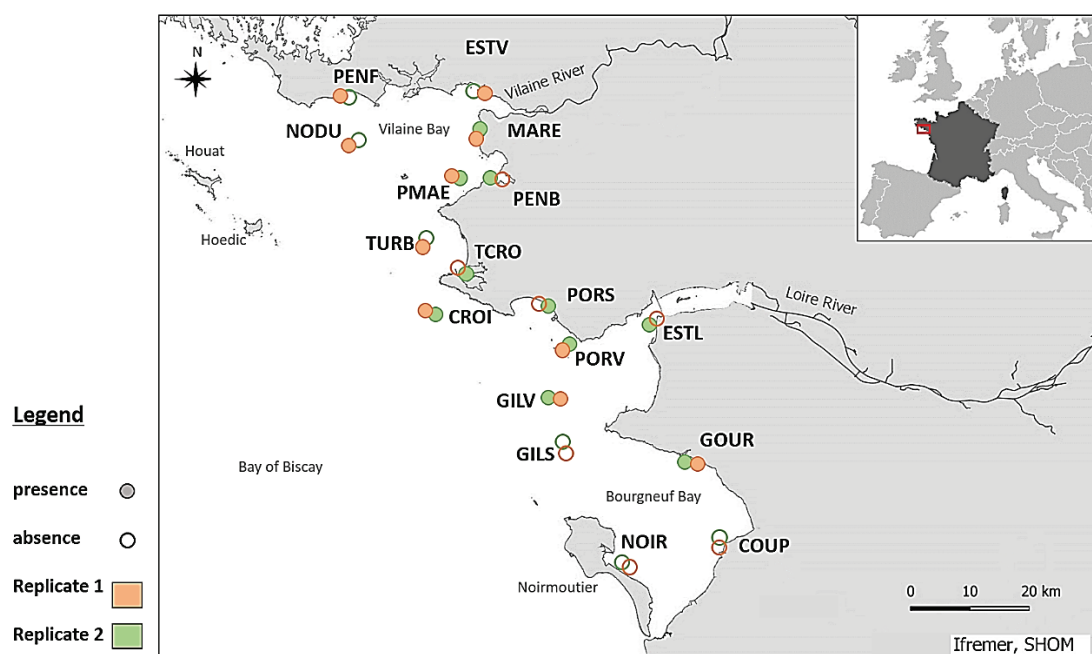 N
ESTV
PENF
Vilaine River
NODU
Vilaine Bay
MARE
Houat
PMAE
PENB
Hoedic
TURB
TCRO
PORS
Loire River
CROI
ESTL
PORV
GILV
Legend
GOUR
GILS
Bay of Biscay
presence
Bourgneuf Bay
absence
NOIR
COUP
Replicate 1
Noirmoutier
0 10 20 km
Replicate 2
Ifremer, SHOM